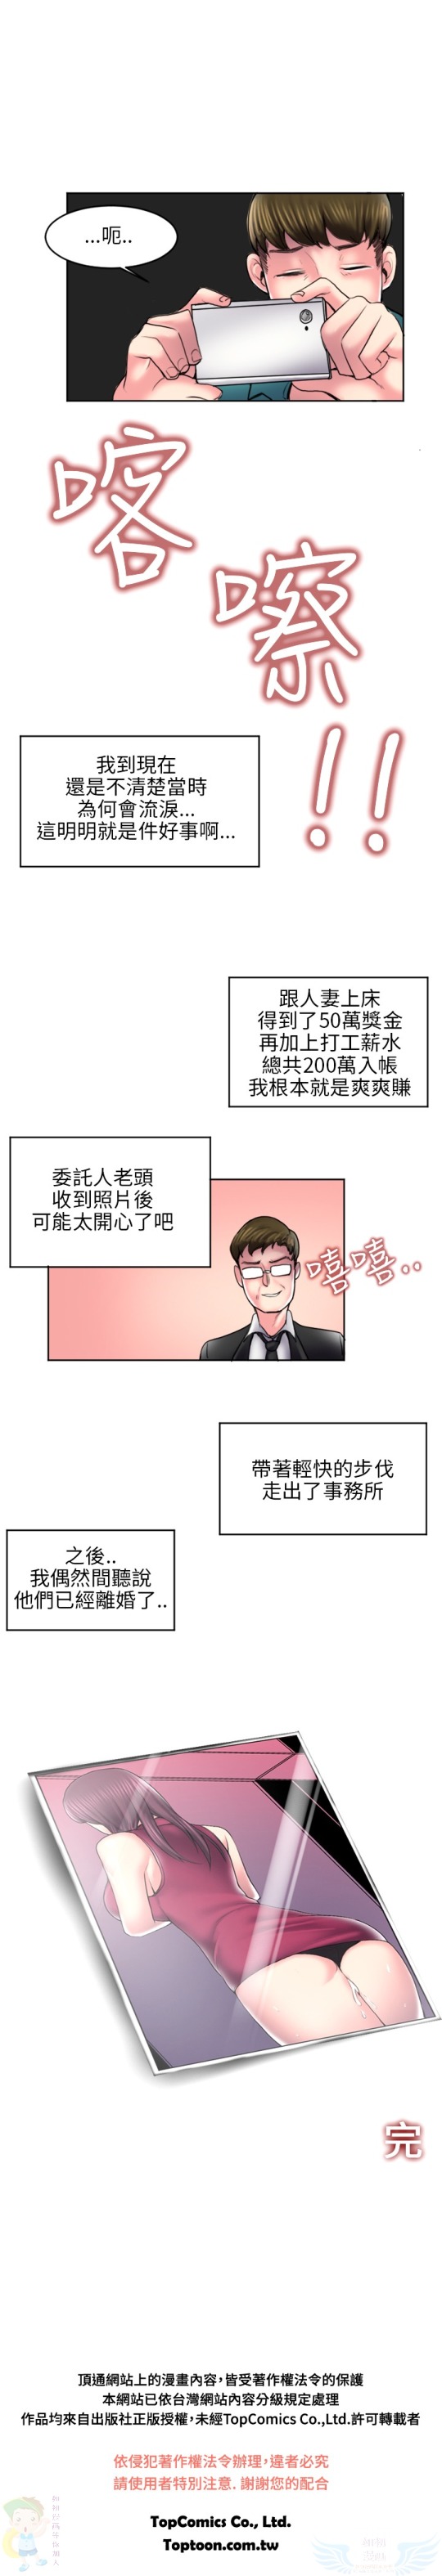 ...呃..
喀
嚓
!!
我到現在
還是不清楚當時
為何會流淚...
這明明就是件好事啊...
跟人妻上床
得到了50萬獎金
再加上打工薪水
總共200萬入帳
我根本就是爽爽賺
委託人老頭
收到照片後
可能太開心了吧
嘻嘻..
帶著輕快的步伐
走出了事務所
之後..
我偶然間聽說
他們已經離婚了..
完
頂通網站上的漫畫內容,皆受著作權法令的保護
本網站已依台灣網站內容分級規定處理
作品均來自出版社正版授權,未經TopComics Co.,Ltd.許可轉載者
依侵犯著作權法令辦理,違者必究
請使用者特別注意. 謝謝您的配合
TopComics Co., Ltd.
Toptoon.com.tw